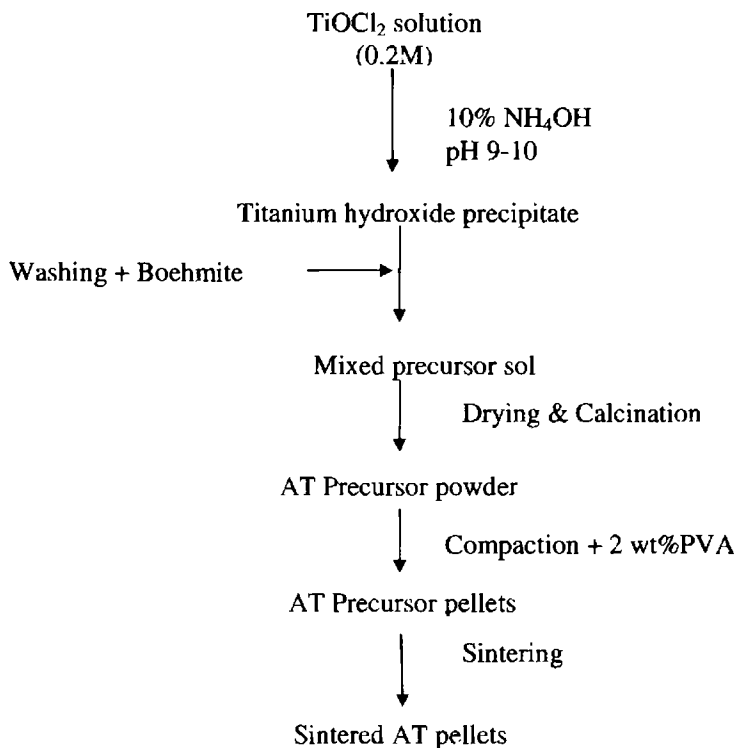 TiOCl₂ solution
(0.2M)
10% NH₄OH
pH 9-10
Titanium hydroxide precipitate
Washing + Boehmite
Mixed precursor sol
Drying & Calcination
AT Precursor powder
Compaction + 2 wt%PVA
AT Precursor pellets
Sintering
Sintered AT pellets